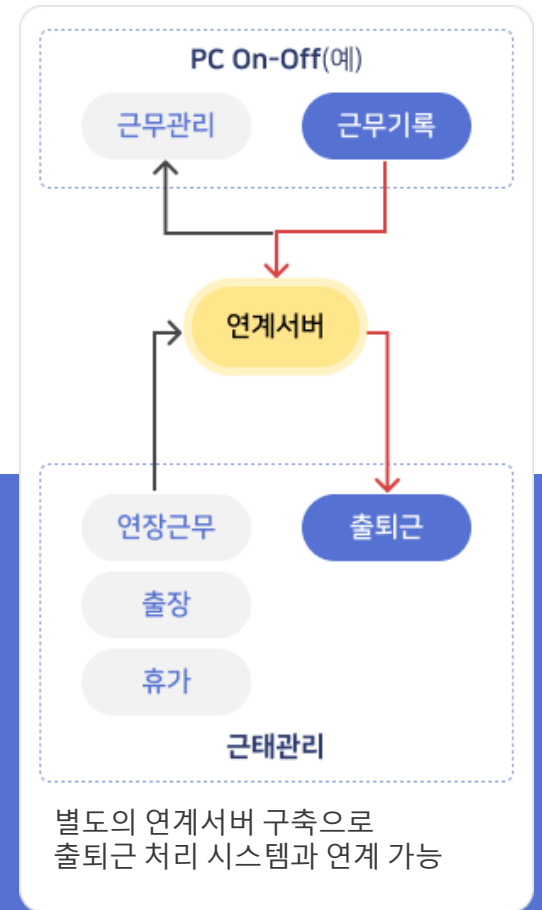 PC On-Off(예)
근무관리 근무기록
연계서버
연장근무 출퇴근
출장
휴가
근태관리
별도의 연계서버 구축으로
출퇴근 처리 시스템과 연계 가능